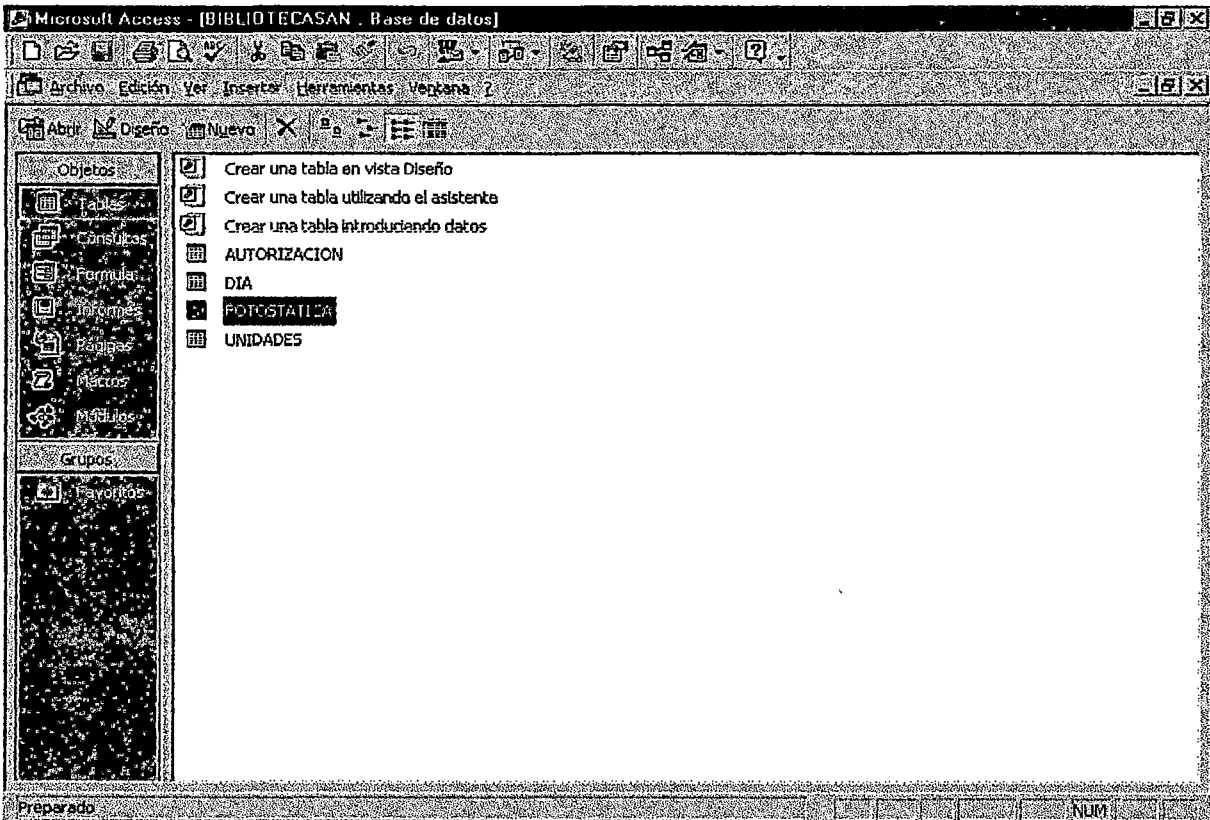 Microsoft Access - [BIBLIOTECASAN : Base de datos]
Archivo Edición Ver Insertar Herramientas Ventana ?
Abrir Diseño Nuevo
Objetos
Tablas
Consultas
Formula
Informes
Páginas
Macros
Módulos
Grupos
Favoritos
Crear una tabla en vista Diseño
Crear una tabla utilizando el asistente
Crear una tabla introduciendo datos
AUTORIZACION
DIA
FOTOSTATICA
UNIDADES
Preparado
NUM